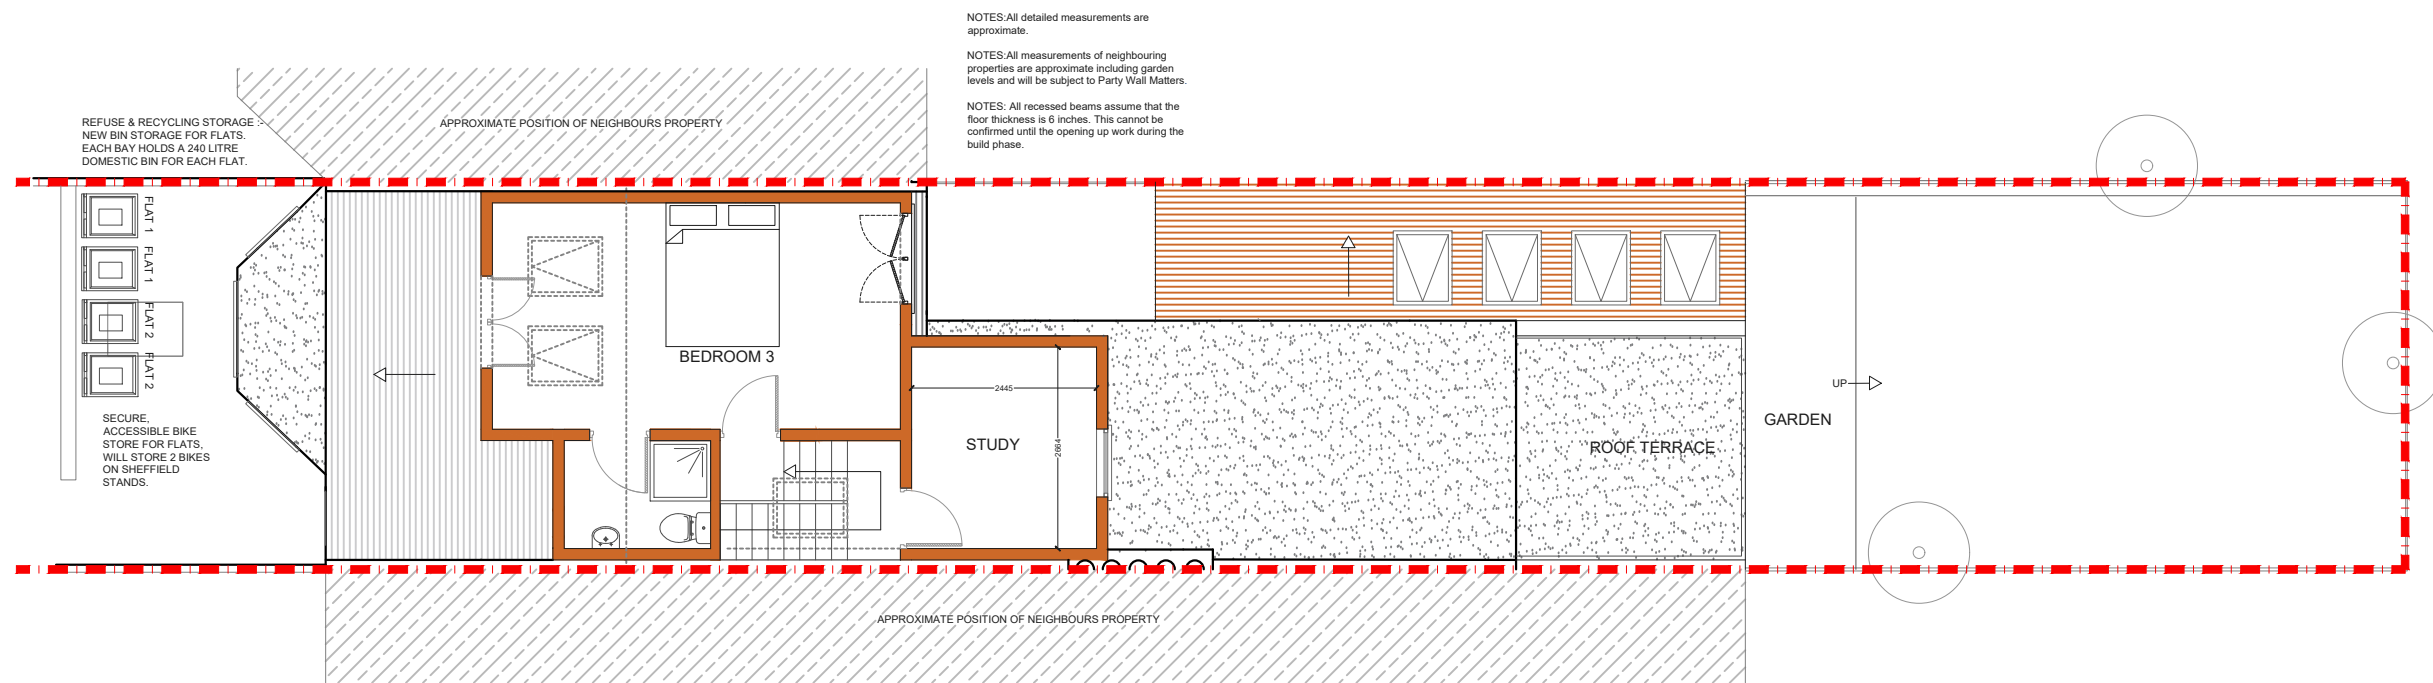 NOTES:All detailed measurements are
approximate.
NOTES:All measurements of neighbouring
properties are approximate including garden
levels and will be subject to Party Wall Matters.
NOTES: All recessed beams assume that the
floor thickness is 6 inches. This cannot be
confirmed until the opening up work during the
build phase.
REFUSE & RECYCLING STORAGE :-
NEW BIN STORAGE FOR FLATS.
EACH BAY HOLDS A 240 LITRE
DOMESTIC BIN FOR EACH FLAT.
APPROXIMATE POSITION OF NEIGHBOURS PROPERTY
FLAT 1
FLAT 1
FLAT 2
FLAT 2
SECURE,
ACCESSIBLE BIKE
STORE FOR FLATS,
WILL STORE 2 BIKES
ON SHEFFIELD
STANDS.
BEDROOM 3
2445
STUDY
2664
ROOF TERRACE
GARDEN
UP
APPROXIMATE POSITION OF NEIGHBOURS PROPERTY